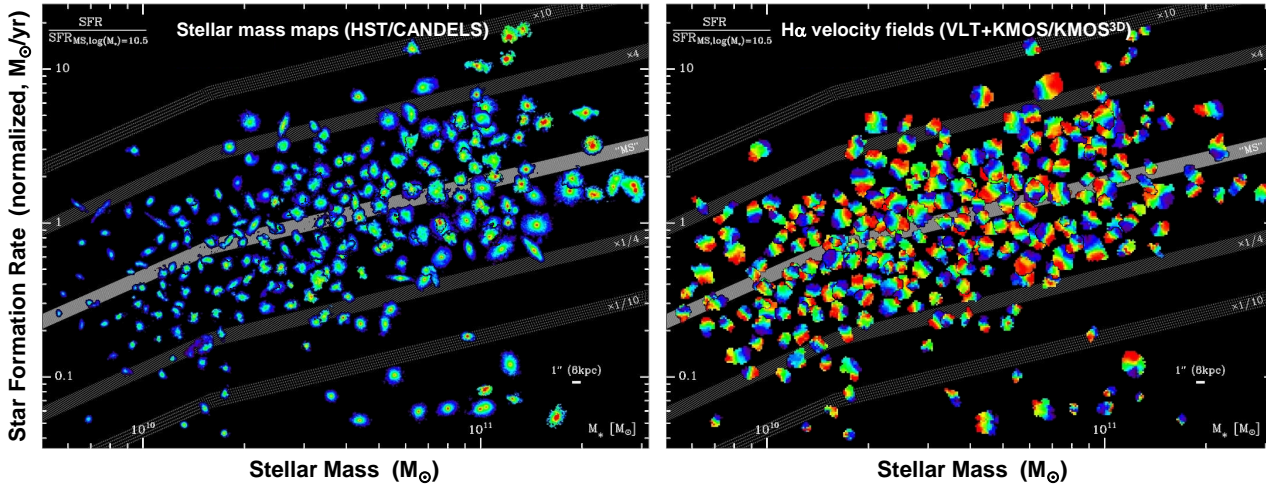 Star Formation Rate (normalized, M⊙/yr)
SFR
SFR_MS,log(M*)=10.5
Stellar mass maps (HST/CANDELS)
×10
×4
"MS"
×1/4
×1/10
10
1
0.1
1" (6kpc)
10^10
10^11
M* [M⊙]
Stellar Mass (M⊙)
SFR
SFR_MS,log(M*)=10.5
Hα velocity fields (VLT+KMOS/KMOS^3D)
×10
×4
"MS"
×1/4
×1/10
10
1
0.1
1" (6kpc)
10^10
10^11
M* [M⊙]
Stellar Mass (M⊙)